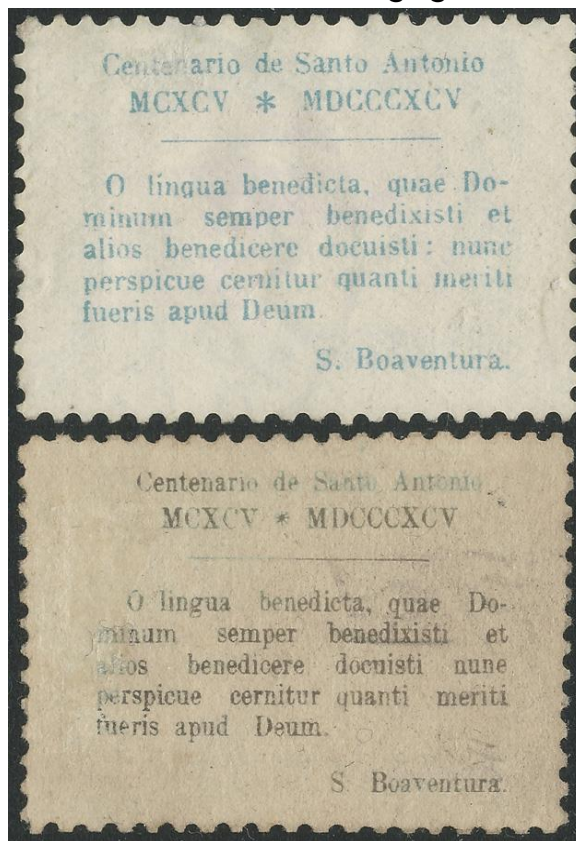 Centenario de Santo Antonio
MCXCV * MDCCCXCV
O lingua benedicta, quae Do-
minum semper benedixisti et
alios benedicere docuisti: nunc
perspicue cernitur quanti meriti
fueris apud Deum.
S. Boaventura.
Centenario de Santo Antonio
MCXCV * MDCCCXCV
O lingua benedicta, quae Do-
minum semper benedixisti et
alios benedicere docuisti nune
perspicue cernitur quanti meriti
fueris apud Deum.
S. Boaventura.